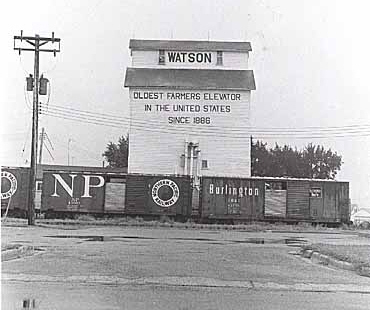 WATSON
OLDEST FARMERS ELEVATOR
IN THE UNITED STATES
SINCE 1886
NP
Burlington